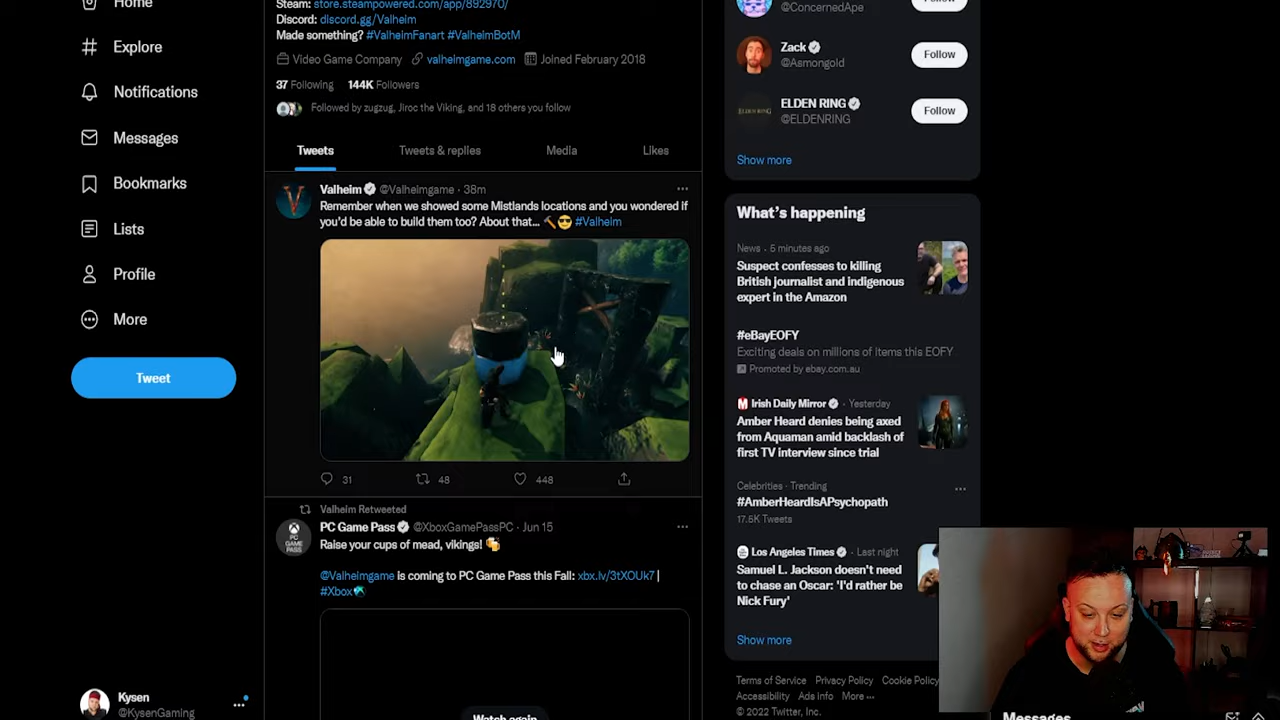 Home
Explore
Notifications
Messages
Bookmarks
Lists
Profile
More
Tweet
Kysen
@KysenGaming
Steam: store.steampowered.com/app/892970/
Discord: discord.gg/Valheim
Made something? #ValheimFanart #ValheimBotM
Video Game Company valheimgame.com Joined February 2018
37 Following 144K Followers
Followed by zugzug, Jiroc the Viking, and 18 others you follow
Tweets Tweets & replies Media Likes
Valheim @Valheimgame · 38m
Remember when we showed some Mistlands locations and you wondered if
you'd be able to build them too? About that... 🔨😎 #Valheim
31 48 448
Valheim Retweeted
PC Game Pass @XboxGamePassPC · Jun 15
Raise your cups of mead, vikings! 🍻
@Valheimgame is coming to PC Game Pass this Fall: xbx.lv/3tXOUk7 |
#Xbox
Watch again
XBOX
PC
GAME
PASS
@ConcernedApe
Follow
Zack
@Asmongold
Follow
ELDEN RING
ELDEN RING
@ELDENRING
Follow
Show more
What's happening
News · 5 minutes ago
Suspect confesses to killing
British journalist and indigenous
expert in the Amazon
#eBayEOFY
Exciting deals on millions of items this EOFY
Promoted by ebay.com.au
Irish Daily Mirror · Yesterday
Amber Heard denies being axed
from Aquaman amid backlash of
first TV interview since trial
Celebrities · Trending
#AmberHeardIsAPsychopath
17.5K Tweets
Los Angeles Times · Last night
Samuel L. Jackson doesn't need
to chase an Oscar: 'I'd rather be
Nick Fury'
Show more
Terms of Service Privacy Policy Cookie Policy
Accessibility Ads info More ···
© 2022 Twitter, Inc.
Messages